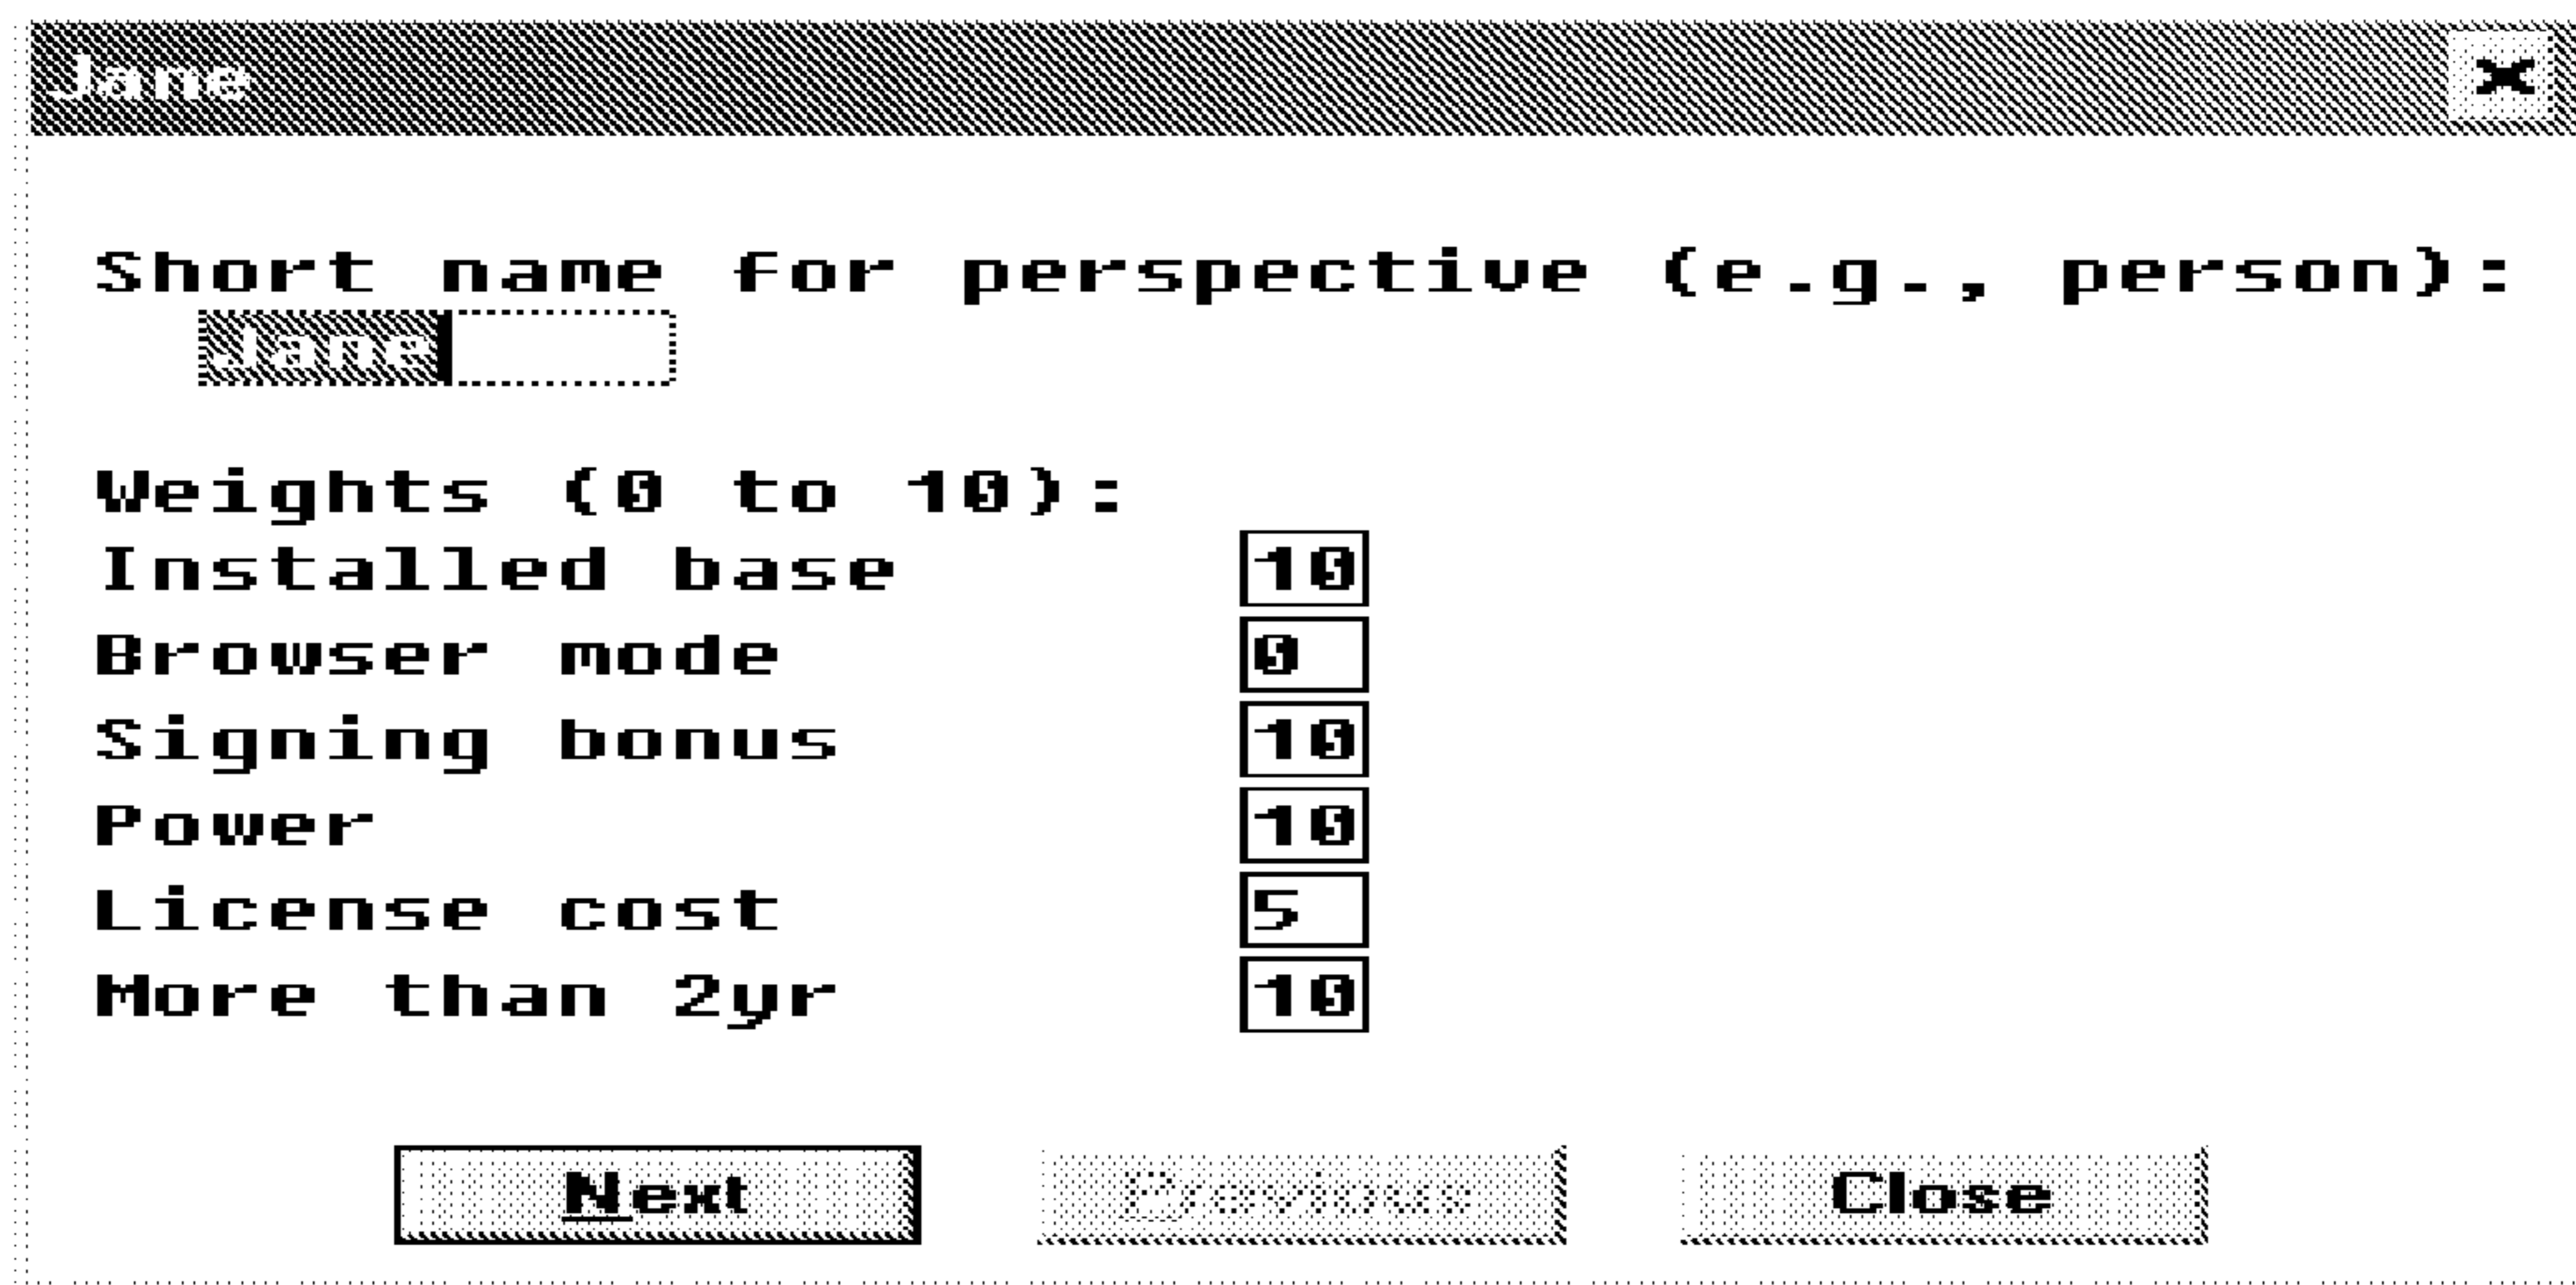 Jane
Short name for perspective (e.g., person):
Jane
Weights (0 to 10):
Installed base 10
Browser mode 0
Signing bonus 10
Power 10
License cost 5
More than 2yr 10
Next Previous Close